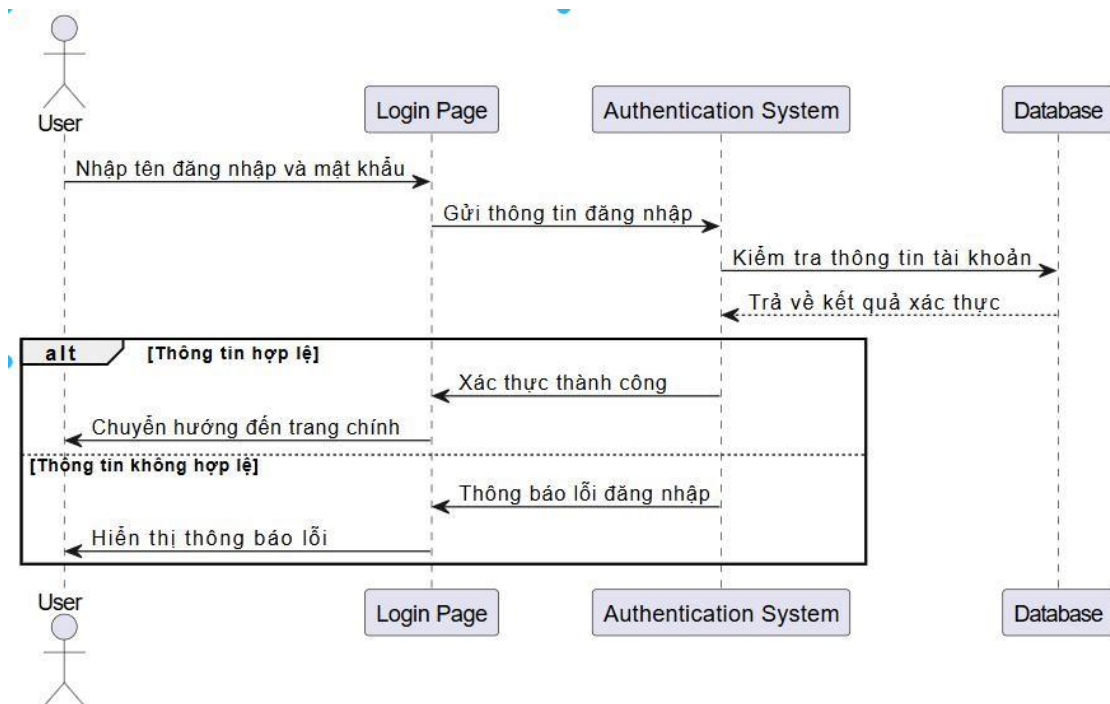 User
Login Page
Authentication System
Database
Nhập tên đăng nhập và mật khẩu
Gửi thông tin đăng nhập
Kiểm tra thông tin tài khoản
Trả về kết quả xác thực
alt
[Thông tin hợp lệ]
Xác thực thành công
Chuyển hướng đến trang chính
[Thông tin không hợp lệ]
Thông báo lỗi đăng nhập
Hiển thị thông báo lỗi
User
Login Page
Authentication System
Database